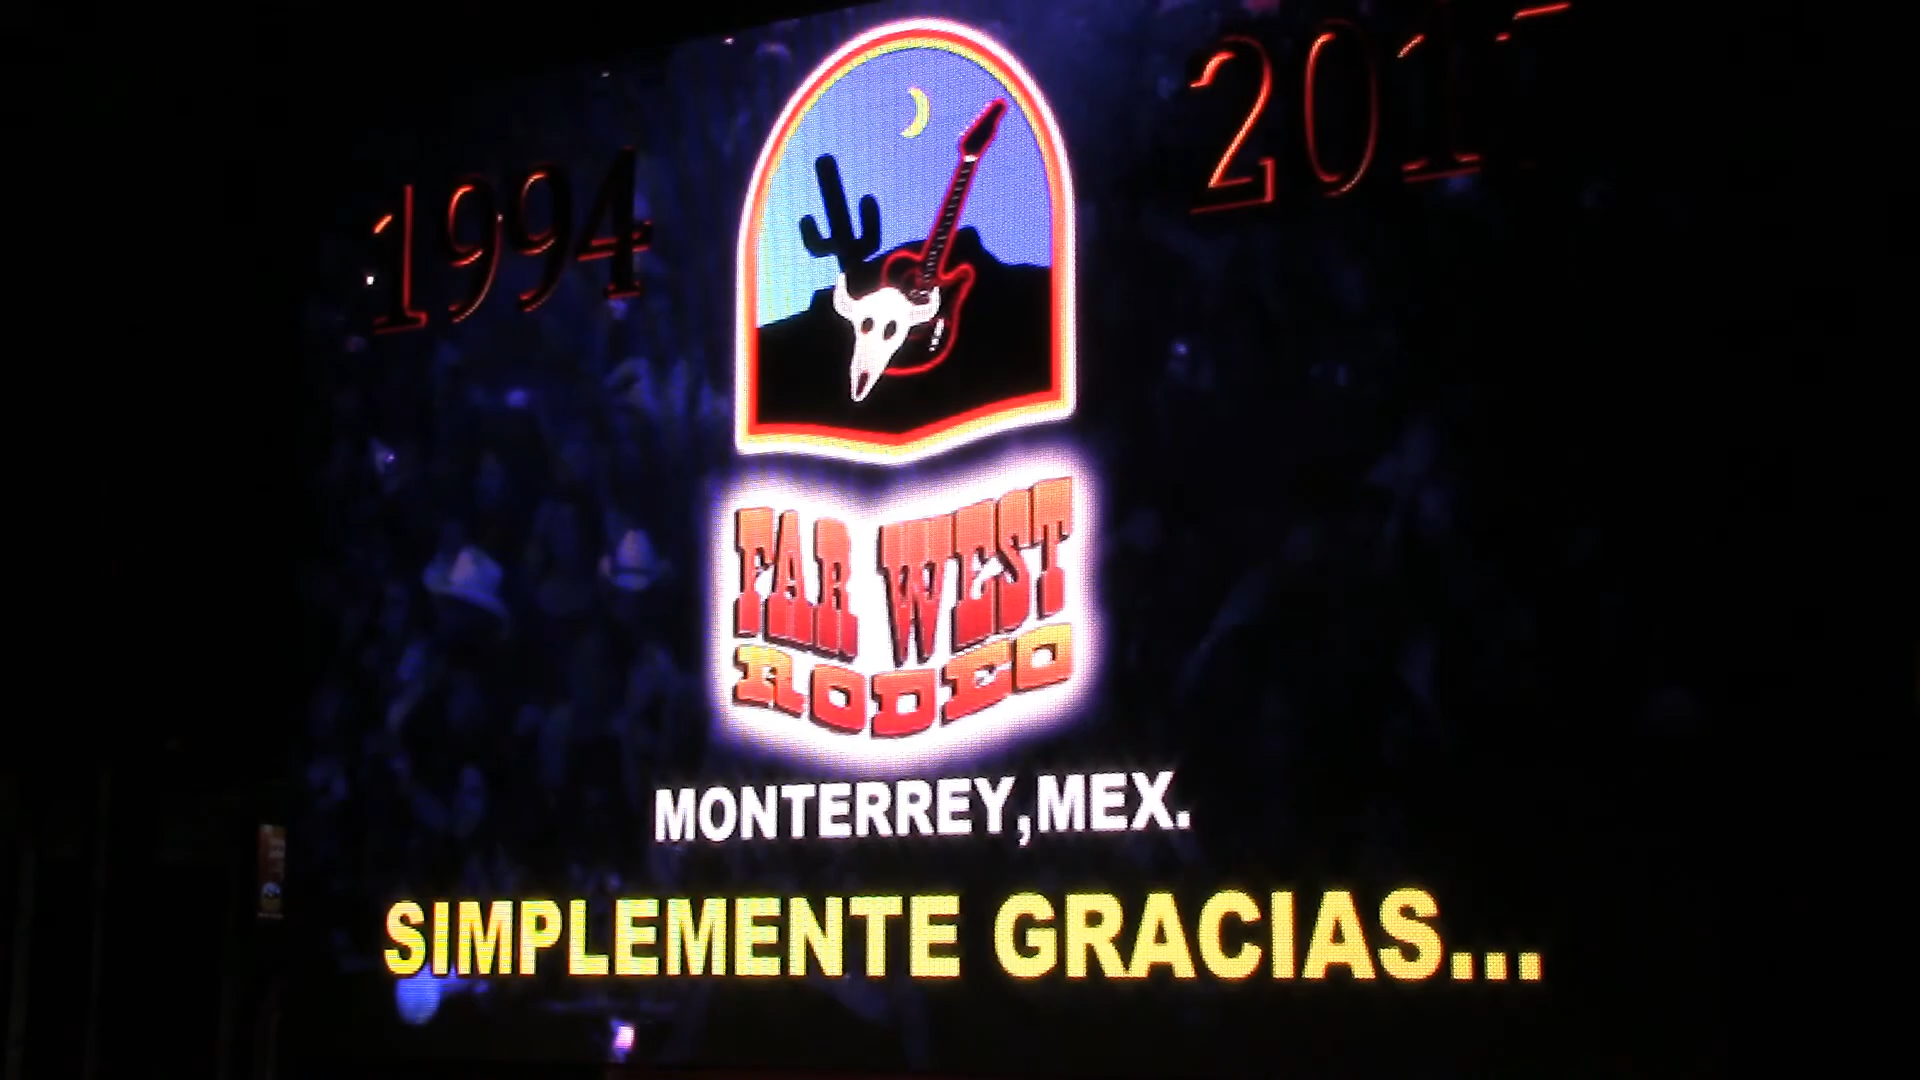 1994
FAR WEST
RODEO
MONTERREY,MEX.
SIMPLEMENTE GRACIAS...